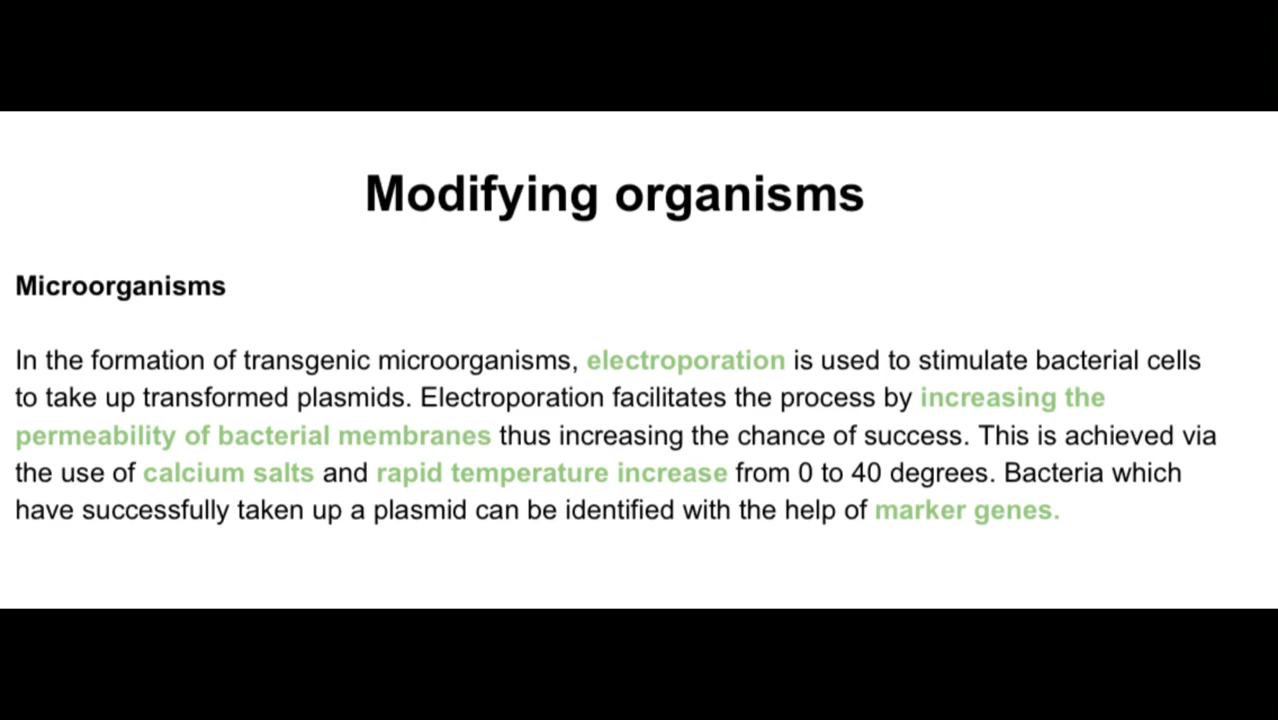 Modifying organisms
Microorganisms
In the formation of transgenic microorganisms, electroporation is used to stimulate bacterial cells
to take up transformed plasmids. Electroporation facilitates the process by increasing the
permeability of bacterial membranes thus increasing the chance of success. This is achieved via
the use of calcium salts and rapid temperature increase from 0 to 40 degrees. Bacteria which
have successfully taken up a plasmid can be identified with the help of marker genes.